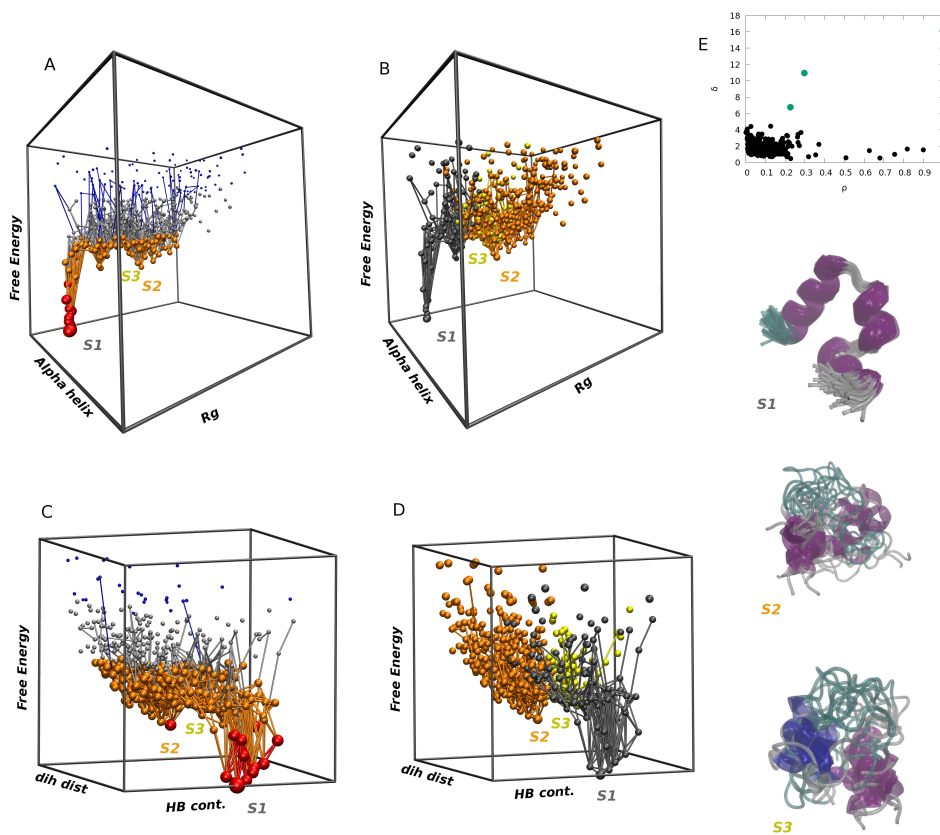 A
Free Energy
S3
S2
S1
Alpha helix
Rg
B
Free Energy
S3
S2
S1
Alpha helix
Rg
E
18
16
14
12
10
8
6
4
2
0
δ
0 0.1 0.2 0.3 0.4 0.5 0.6 0.7 0.8 0.9
ρ
S1
S2
S3
C
Free Energy
S3
S2
dih dist
HB cont.
S1
D
Free Energy
S3
S2
dih dist
HB cont.
S1